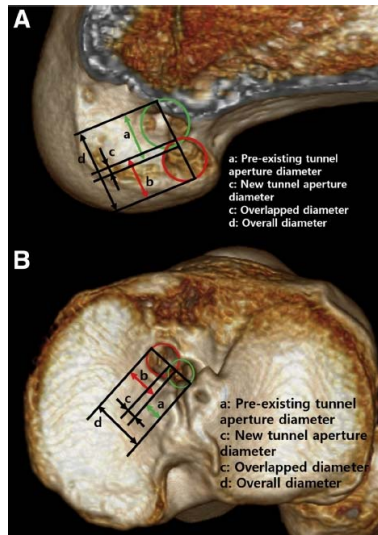 A
a
c
d
b
a: Pre-existing tunnel
aperture diameter
c: New tunnel aperture
diameter
c: Overlapped diameter
d: Overall diameter
B
b
c
d
a
a: Pre-existing tunnel
aperture diameter
c: New tunnel aperture
diameter
c: Overlapped diameter
d: Overall diameter